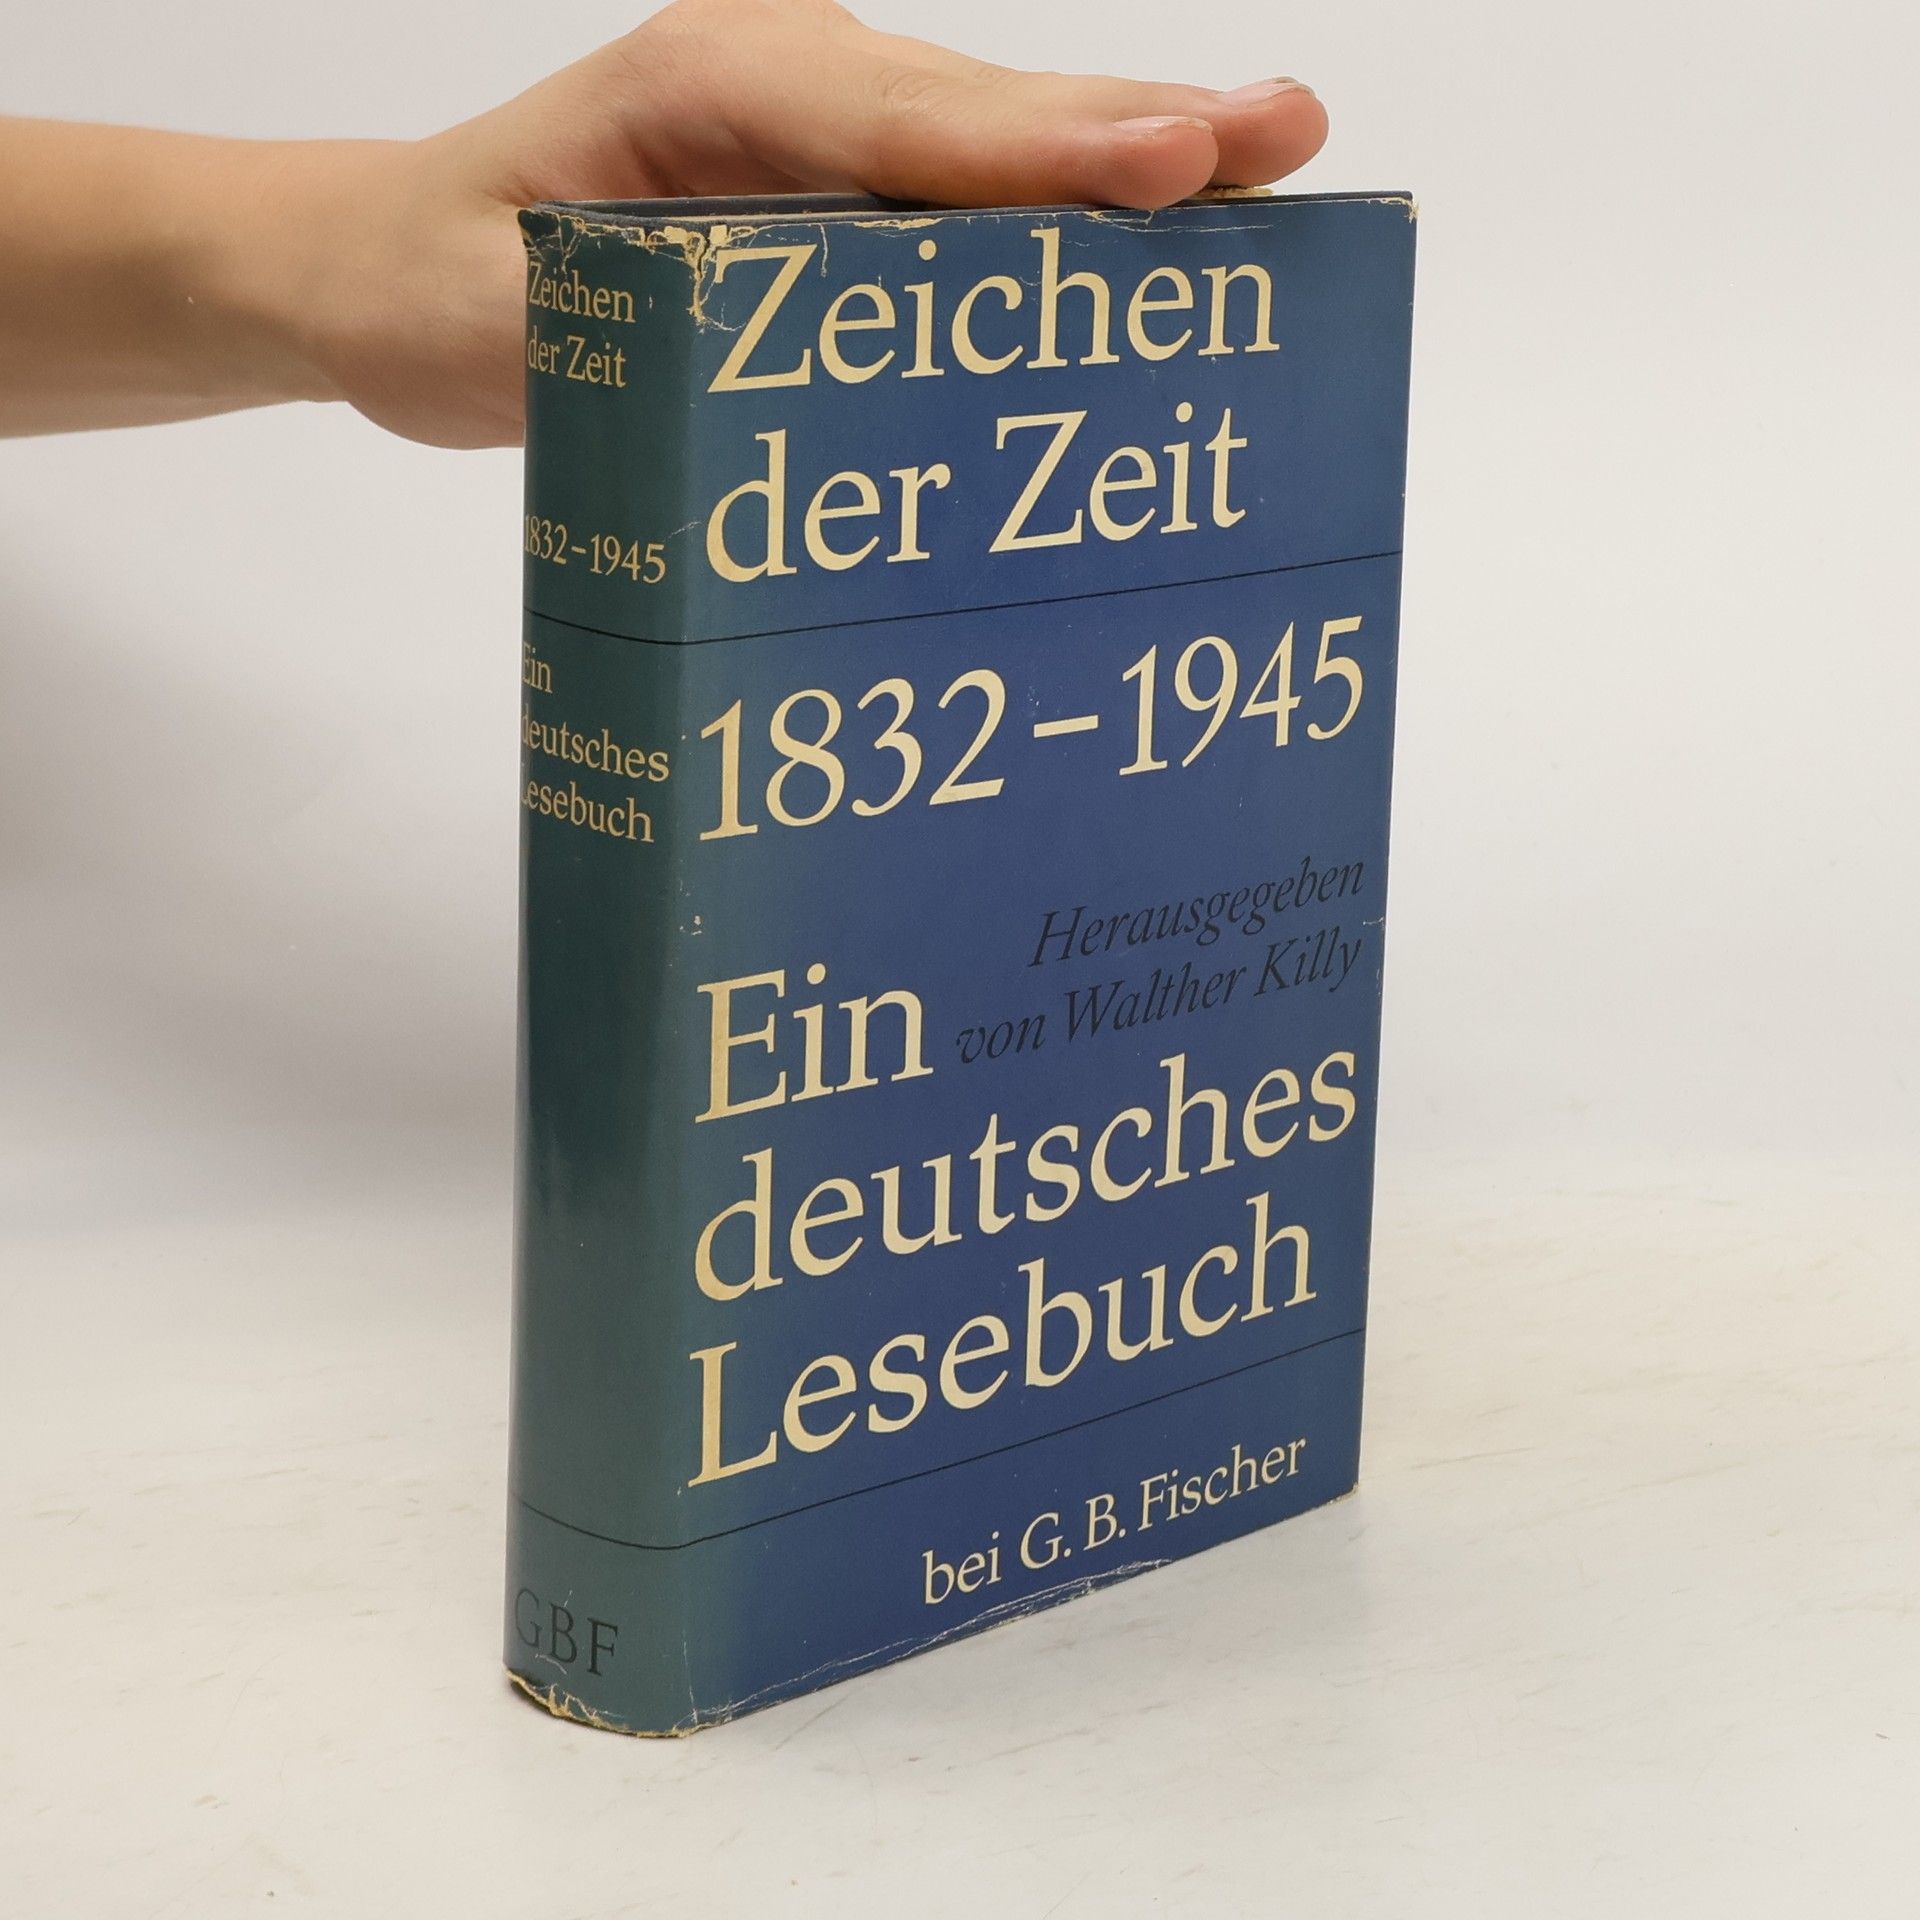 Zeichen
der Zeit
1832–1945
Ein
deutsches
Lesebuch
GBF
Zeichen
der Zeit
1832–1945
Herausgegeben
von Walther Killy
Ein
deutsches
Lesebuch
bei G. B. Fischer